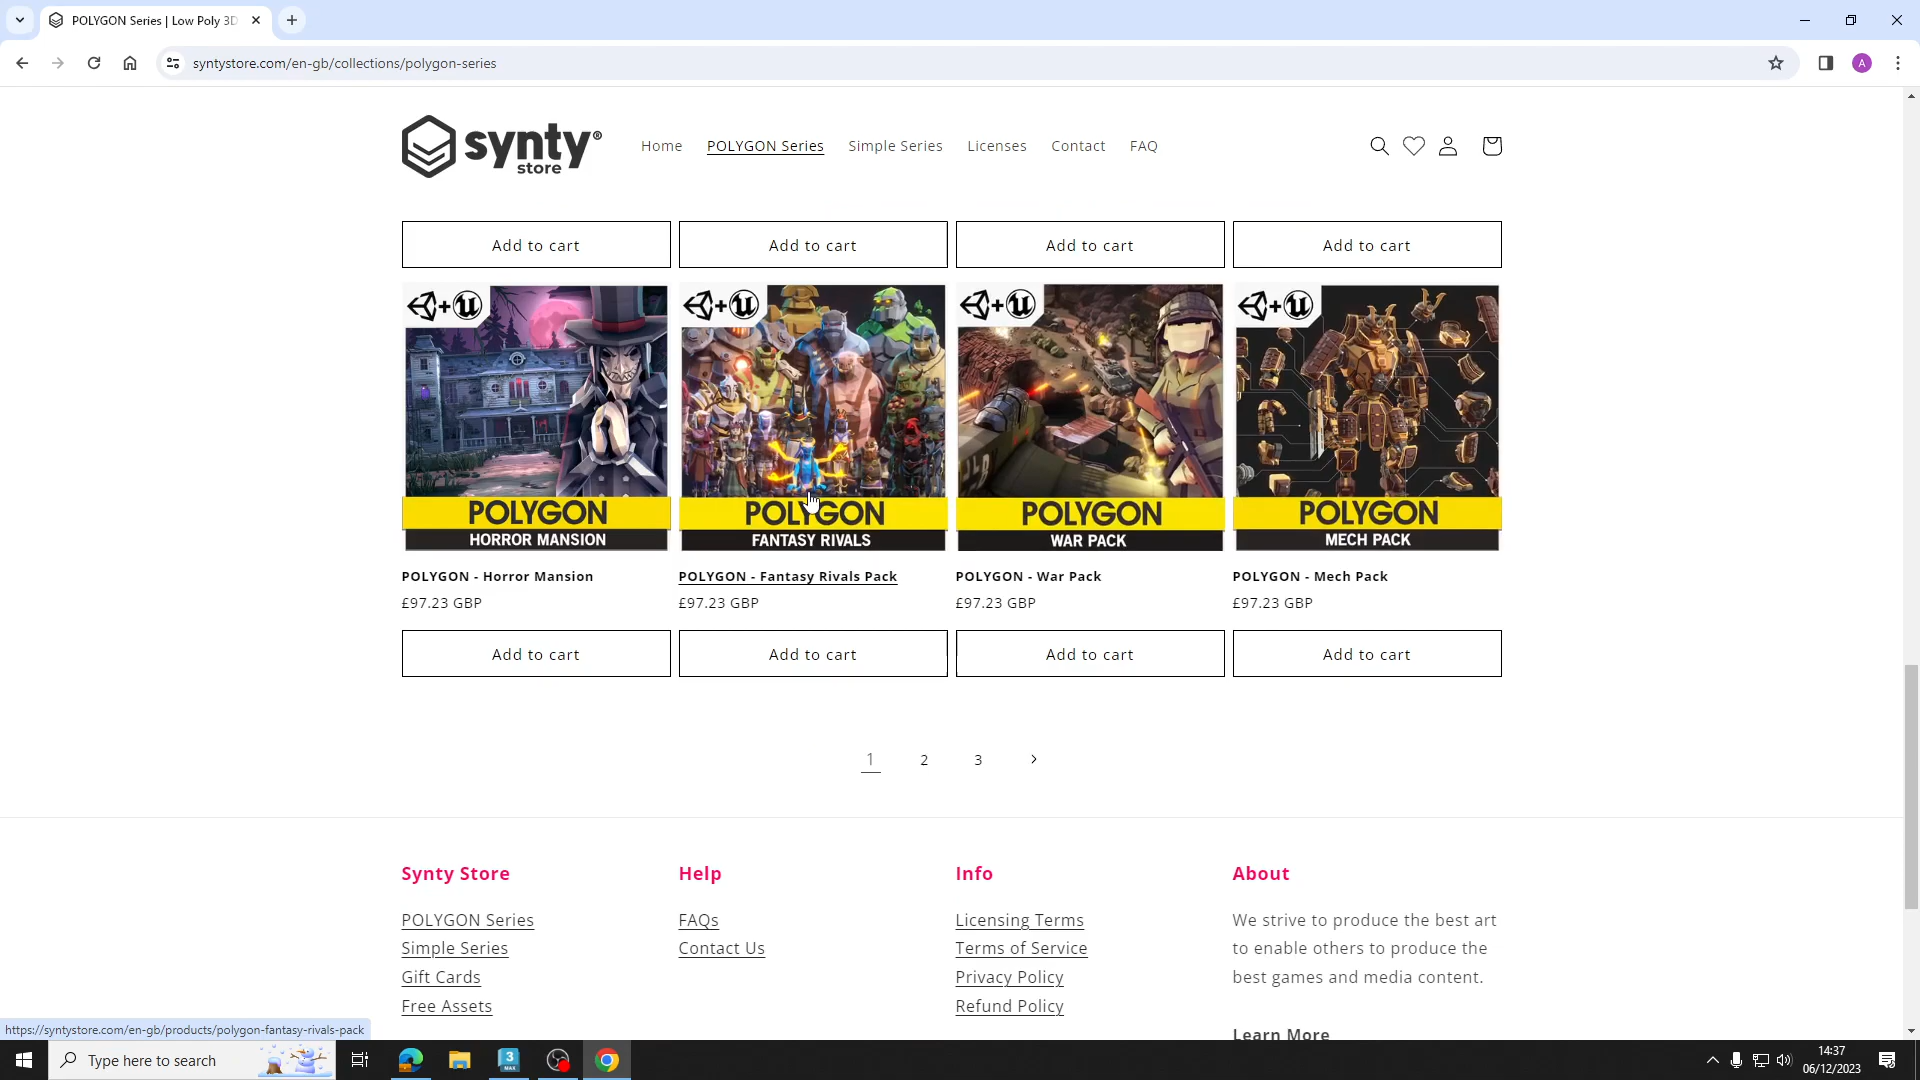 POLYGON Series | Low Poly 3D
syntystore.com/en-gb/collections/polygon-series
A
synty®
store
Home POLYGON Series Simple Series Licenses Contact FAQ
Add to cart Add to cart Add to cart Add to cart
POLYGON POLYGON POLYGON POLYGON
HORROR MANSION FANTASY RIVALS WAR PACK MECH PACK
POLYGON - Horror Mansion POLYGON - Fantasy Rivals Pack POLYGON - War Pack POLYGON - Mech Pack
£97.23 GBP £97.23 GBP £97.23 GBP £97.23 GBP
Add to cart Add to cart Add to cart Add to cart
1 2 3
Synty Store Help Info About
POLYGON Series FAQs Licensing Terms We strive to produce the best art
Simple Series Contact Us Terms of Service to enable others to produce the
Gift Cards Privacy Policy best games and media content.
Free Assets Refund Policy
Learn More
https://syntystore.com/en-gb/products/polygon-fantasy-rivals-pack
Type here to search
3
MAX
14:37
06/12/2023